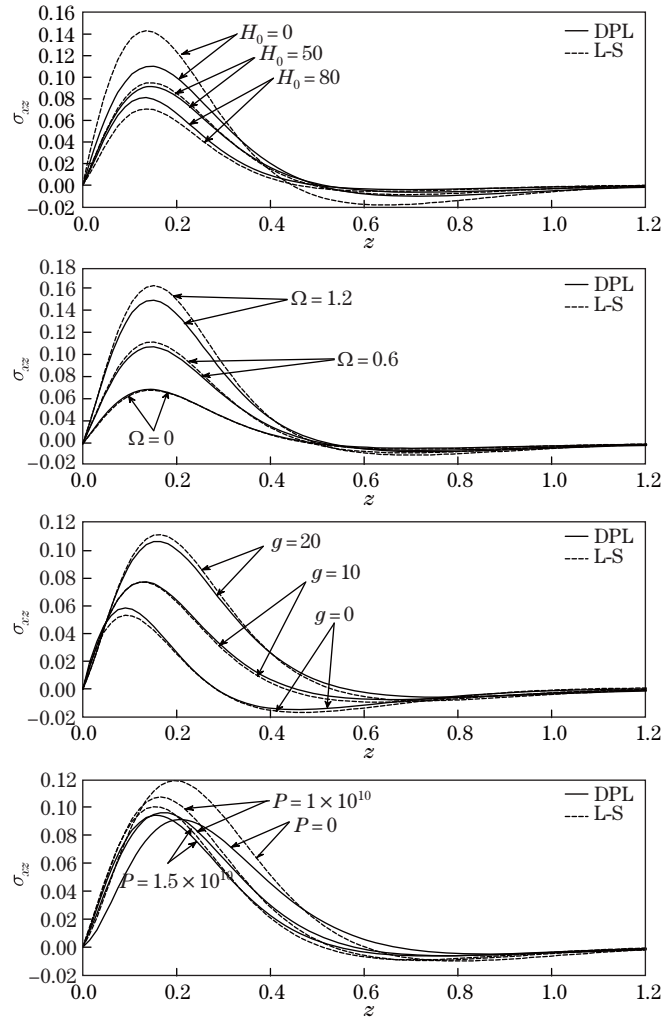 0.16
0.14
0.12
0.10
0.08
0.06
0.04
0.02
0.00
−0.02
σxz
H0 = 0
H0 = 50
H0 = 80
DPL
L-S
0.0 0.2 0.4 0.6 0.8 1.0 1.2
z
0.18
0.16
0.14
0.12
0.10
0.08
0.06
0.04
0.02
0.00
−0.02
σxz
Ω = 1.2
Ω = 0.6
Ω = 0
DPL
L-S
0.0 0.2 0.4 0.6 0.8 1.0 1.2
z
0.12
0.10
0.08
0.06
0.04
0.02
0.00
−0.02
σxz
g = 20
g = 10
g = 0
DPL
L-S
0.0 0.2 0.4 0.6 0.8 1.0 1.2
z
0.12
0.10
0.08
0.06
0.04
0.02
0.00
−0.02
σxz
P = 1 × 10^10
P = 0
P = 1.5 × 10^10
DPL
L-S
0.0 0.2 0.4 0.6 0.8 1.0 1.2
z